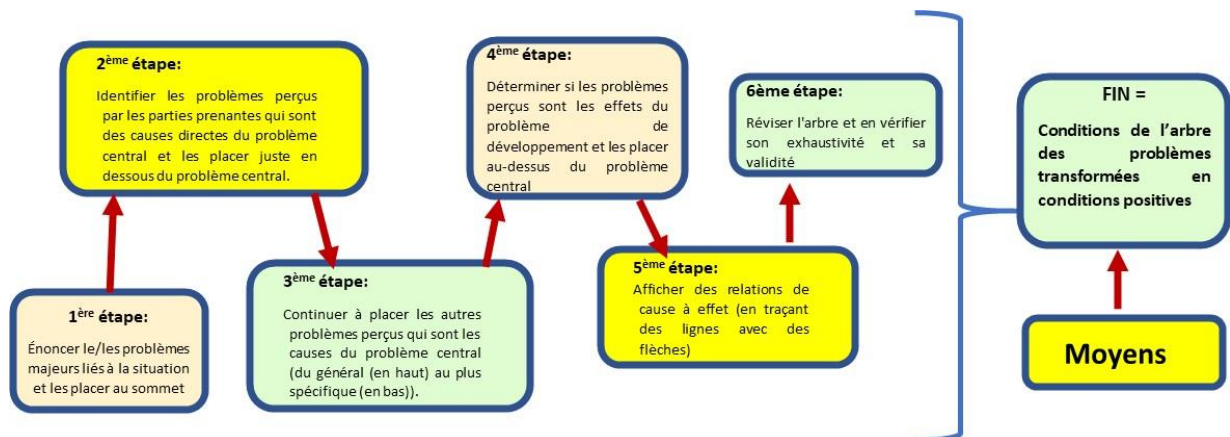 1ère étape:
Énoncer le/les problèmes
majeurs liés à la situation
et les placer au sommet
2ème étape:
Identifier les problèmes perçus
par les parties prenantes qui sont
des causes directes du problème
central et les placer juste en
dessous du problème central.
3ème étape:
Continuer à placer les autres
problèmes perçus qui sont les
causes du problème central
(du général (en haut) au plus
spécifique (en bas)).
4ème étape:
Déterminer si les problèmes
perçus sont les effets du
problème de
développement et les placer
au-dessus du problème
central
5ème étape:
Afficher des relations de
cause à effet (en traçant
des lignes avec des
flèches)
6ème étape:
Réviser l'arbre et en vérifier
son exhaustivité et sa
validité
FIN =
Conditions de l’arbre
des problèmes
transformées en
conditions positives
Moyens